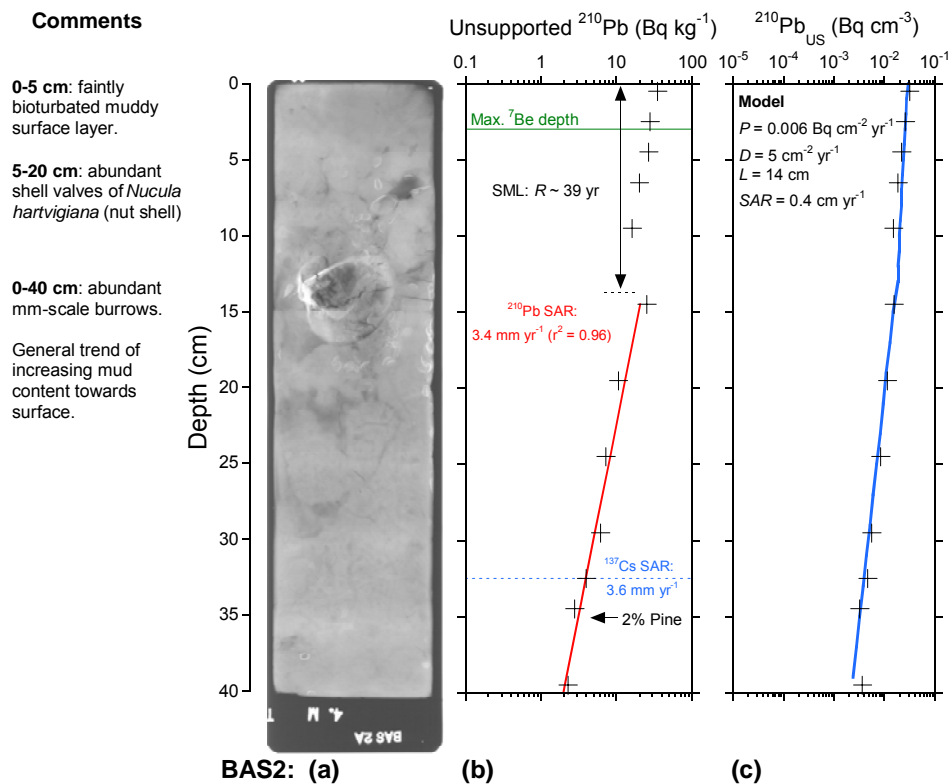 Comments
0-5 cm: faintly
bioturbated muddy
surface layer.
5-20 cm: abundant
shell valves of Nucula
hartvigiana (nut shell)
0-40 cm: abundant
mm-scale burrows.
General trend of
increasing mud
content towards
surface.
Depth (cm)
0
5
10
15
20
25
30
35
40
4. M
BAS 2A
BAS2: (a)
Unsupported ²¹⁰Pb (Bq kg⁻¹)
0.1 1 10 100
Max. ⁷Be depth
SML: R ~ 39 yr
²¹⁰Pb SAR:
3.4 mm yr⁻¹ (r² = 0.96)
¹³⁷Cs SAR:
3.6 mm yr⁻¹
2% Pine
(b)
²¹⁰Pb_US (Bq cm⁻³)
10⁻⁵ 10⁻⁴ 10⁻³ 10⁻² 10⁻¹
Model
P = 0.006 Bq cm⁻² yr⁻¹
D = 5 cm⁻² yr⁻¹
L = 14 cm
SAR = 0.4 cm yr⁻¹
(c)